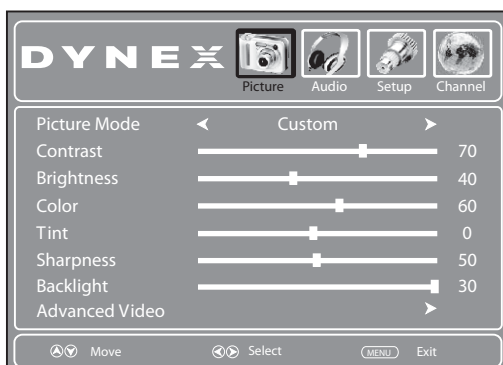 DYNEX
Picture Audio Setup Channel
Picture Mode Custom
Contrast 70
Brightness 40
Color 60
Tint 0
Sharpness 50
Backlight 30
Advanced Video
Move Select MENU Exit